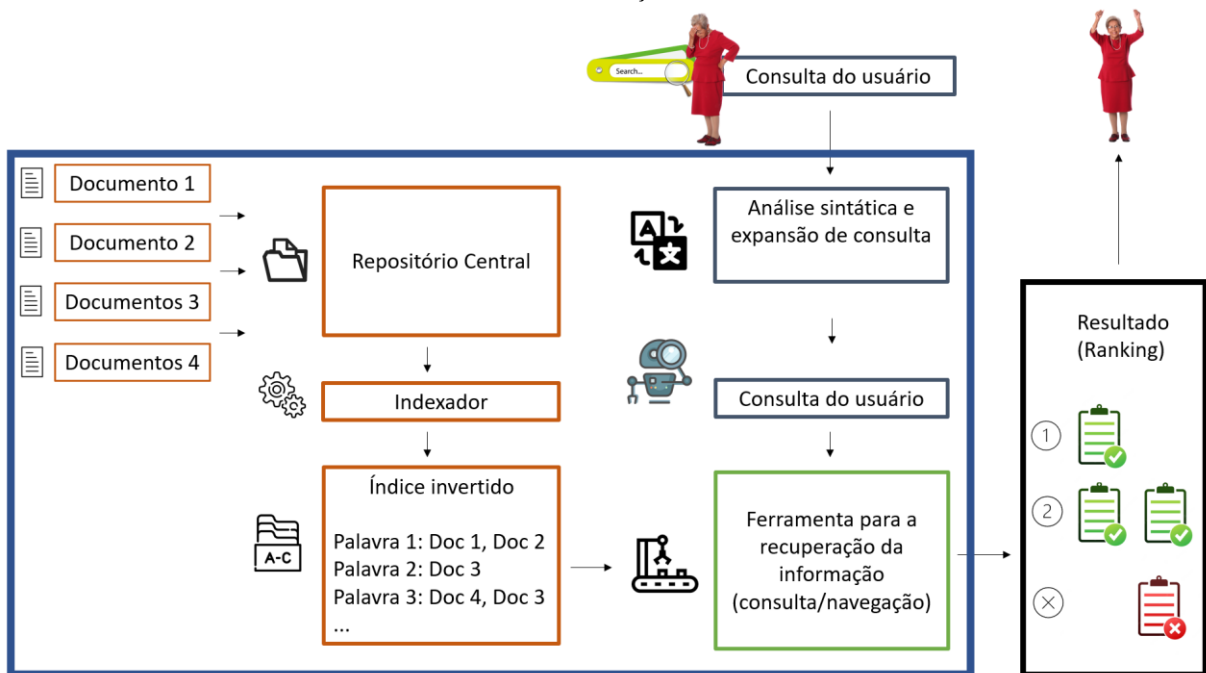 Search...
Consulta do usuário
Documento 1
Documento 2
Documentos 3
Documentos 4
Repositório Central
Indexador
Índice invertido
Palavra 1: Doc 1, Doc 2
Palavra 2: Doc 3
Palavra 3: Doc 4, Doc 3
...
A-C
Análise sintática e
expansão de consulta
A
文
Consulta do usuário
Ferramenta para a
recuperação da
informação
(consulta/navegação)
Resultado
(Ranking)
1
2